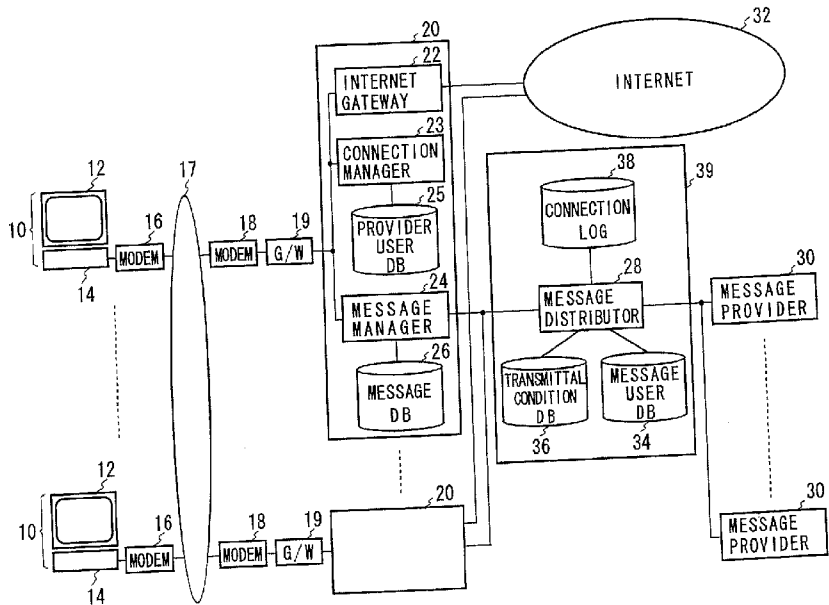 20
22
INTERNET
GATEWAY
32
INTERNET
23
CONNECTION
MANAGER
25
PROVIDER
USER
DB
24
MESSAGE
MANAGER
26
MESSAGE
DB
38
39
CONNECTION
LOG
28
MESSAGE
DISTRIBUTOR
TRANSMITTAL
CONDITION
DB
36
MESSAGE
USER
DB
34
30
MESSAGE
PROVIDER
12
10
14
16
MODEM
17
18
MODEM
19
G/W
12
10
14
16
MODEM
18
MODEM
19
G/W
20
30
MESSAGE
PROVIDER